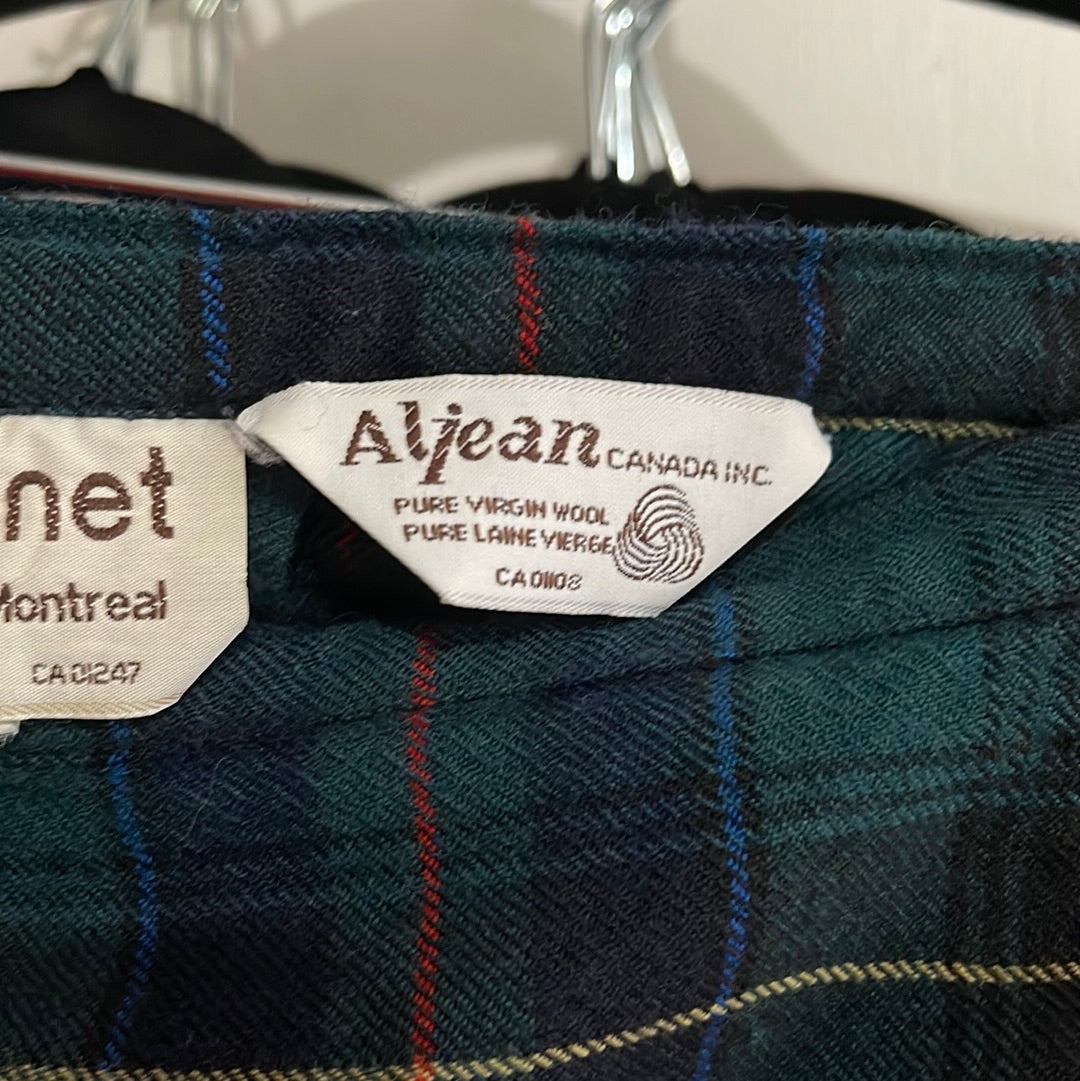 net
Montreal
CA 01247
Aljean CANADA INC.
PURE VIRGIN WOOL
PURE LAINE VIERGE
CA 01108